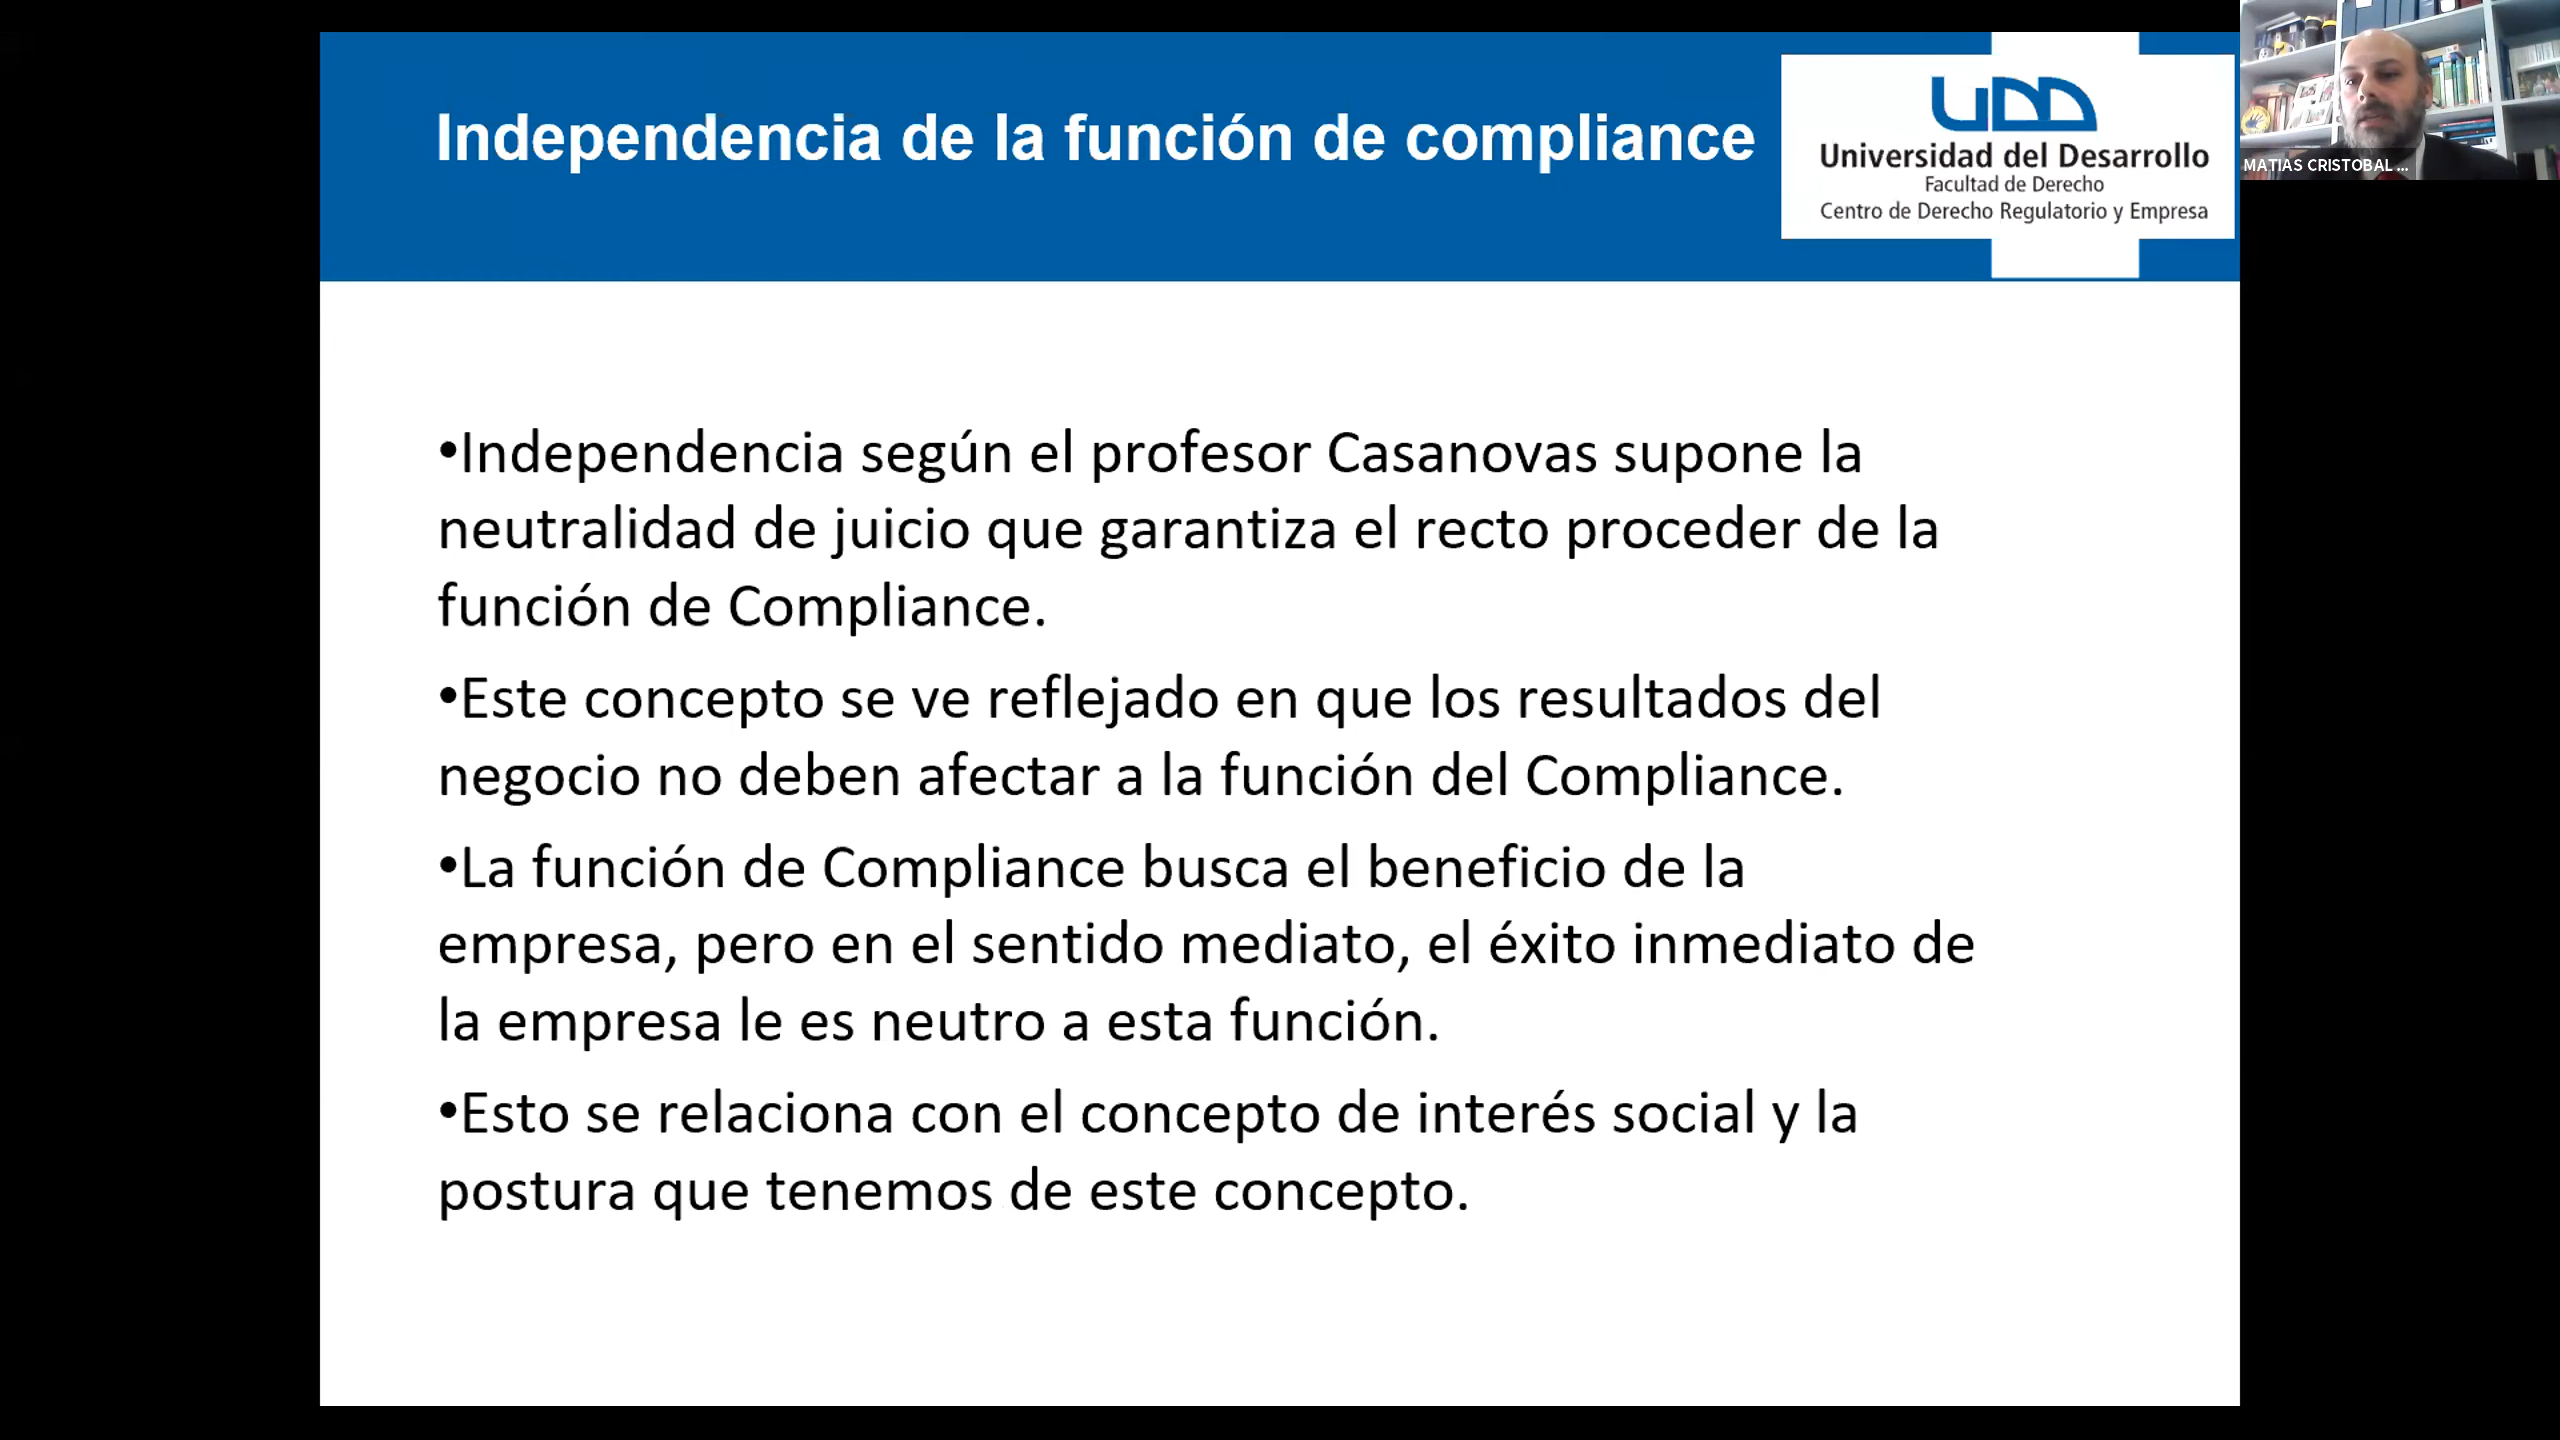 Independencia de la función de compliance
UDD
Universidad del Desarrollo
Facultad de Derecho
Centro de Derecho Regulatorio y Empresa
MATIAS CRISTOBAL ...
•Independencia según el profesor Casanovas supone la
neutralidad de juicio que garantiza el recto proceder de la
función de Compliance.
•Este concepto se ve reflejado en que los resultados del
negocio no deben afectar a la función del Compliance.
•La función de Compliance busca el beneficio de la
empresa, pero en el sentido mediato, el éxito inmediato de
la empresa le es neutro a esta función.
•Esto se relaciona con el concepto de interés social y la
postura que tenemos de este concepto.